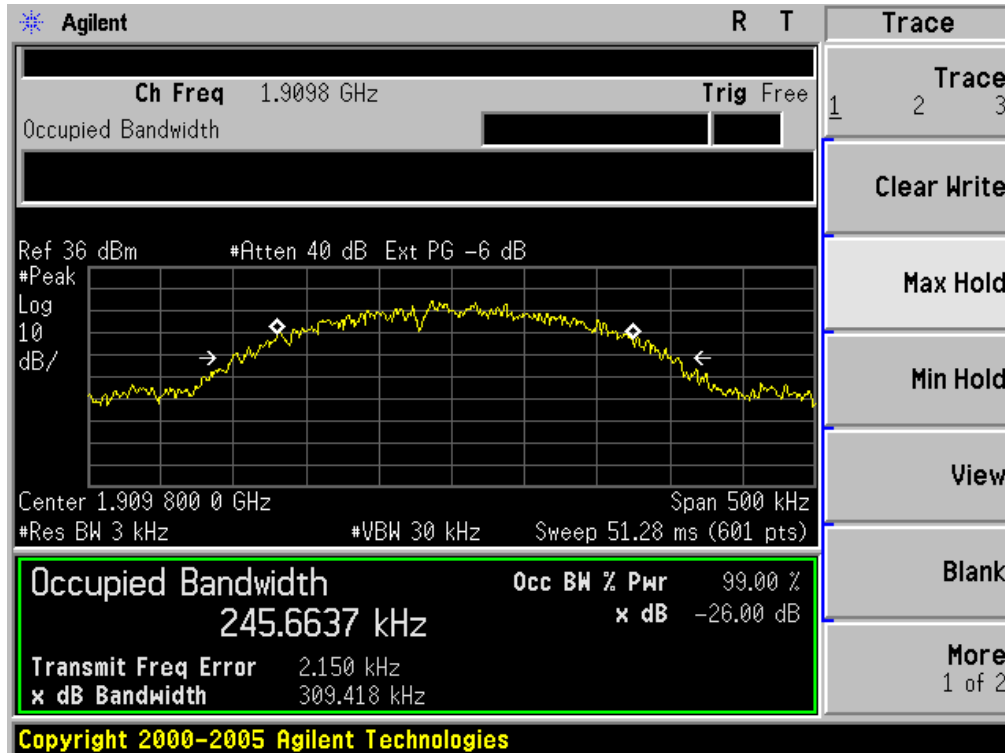 Agilent R T Trace
Ch Freq 1.9098 GHz Trig Free
Occupied Bandwidth
Trace
1 2 3
Clear Write
Max Hold
Min Hold
View
Blank
More
1 of 2
Ref 36 dBm #Atten 40 dB Ext PG -6 dB
#Peak
Log
10
dB/
Center 1.909 800 0 GHz Span 500 kHz
#Res BW 3 kHz #VBW 30 kHz Sweep 51.28 ms (601 pts)
Occupied Bandwidth Occ BW % Pwr 99.00 %
245.6637 kHz x dB -26.00 dB
Transmit Freq Error 2.150 kHz
x dB Bandwidth 309.418 kHz
Copyright 2000-2005 Agilent Technologies